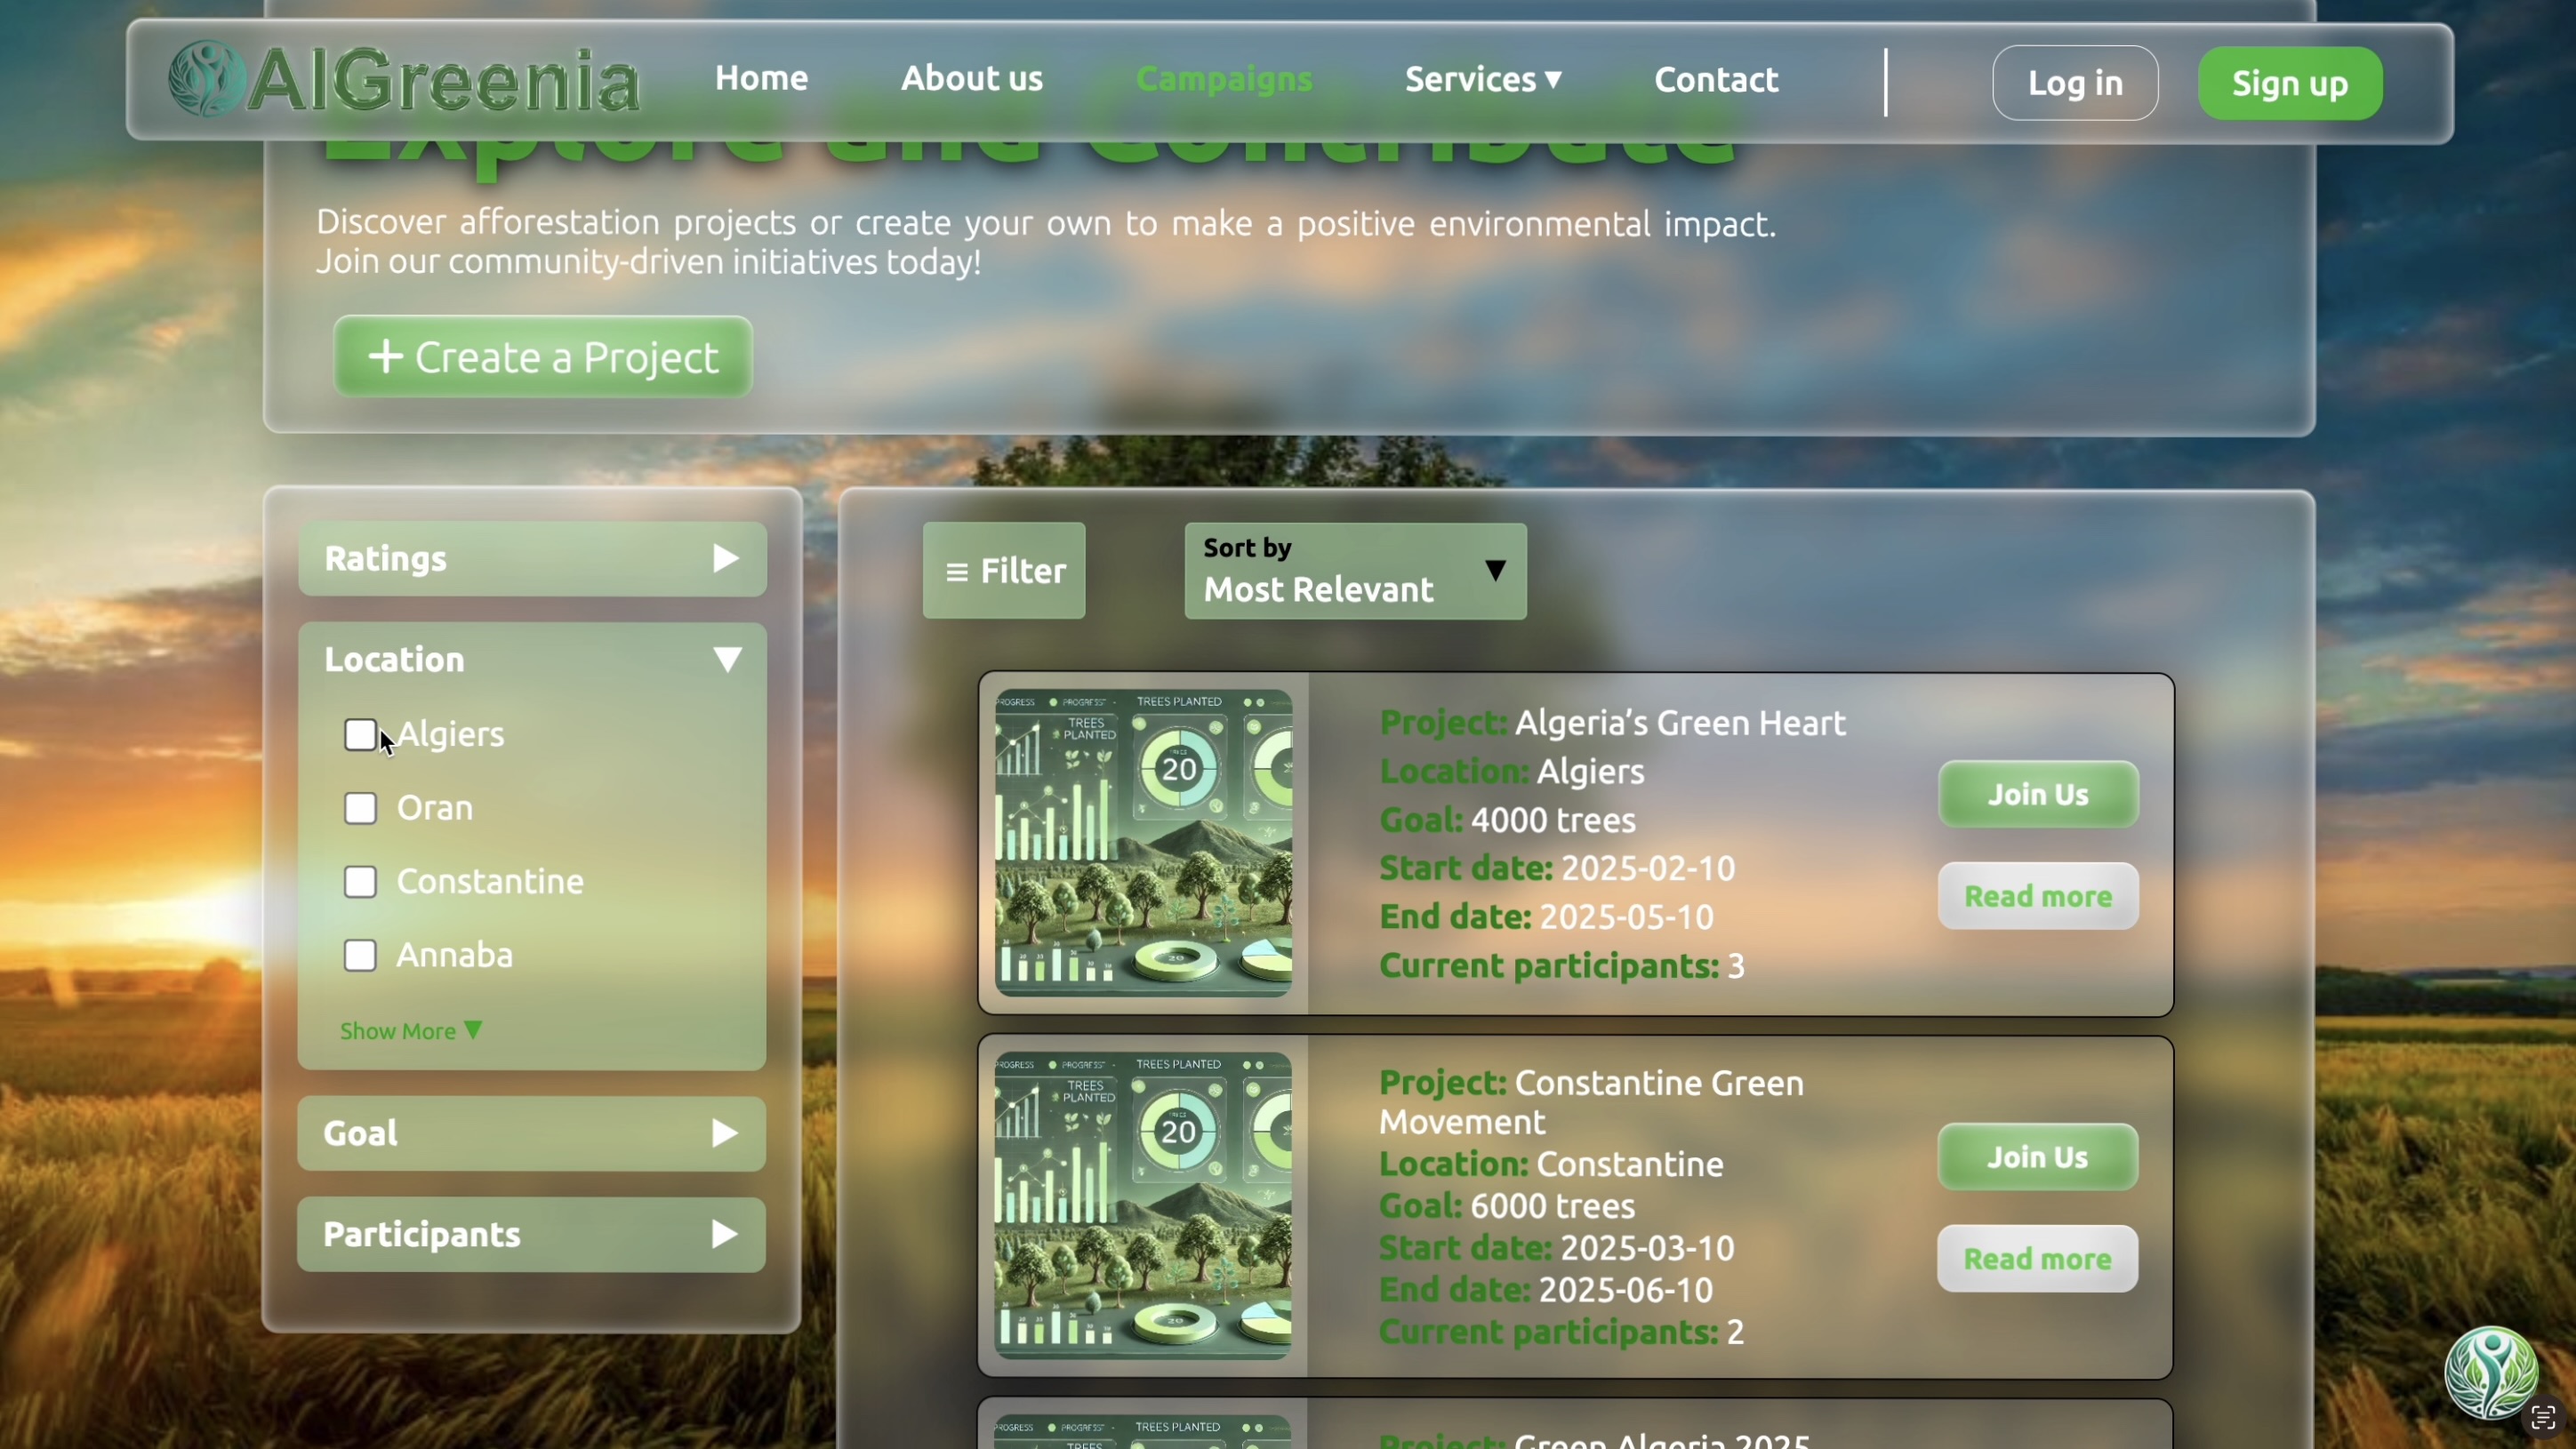 AlGreenia
Home
About us
Campaigns
Services ▼
Contact
Log in
Sign up
Explore and Contribute
Discover afforestation projects or create your own to make a positive environmental impact.
Join our community-driven initiatives today!
+ Create a Project
Ratings
Location
Algiers
Oran
Constantine
Annaba
Show More ▼
Goal
Participants
≡ Filter
Sort by
Most Relevant
TREES PLANTED
TREES
PLANTED
20
20
Project: Algeria’s Green Heart
Location: Algiers
Goal: 4000 trees
Start date: 2025-02-10
End date: 2025-05-10
Current participants: 3
Join Us
Read more
TREES PLANTED
TREES
PLANTED
20
20
Project: Constantine Green
Movement
Location: Constantine
Goal: 6000 trees
Start date: 2025-03-10
End date: 2025-06-10
Current participants: 2
Join Us
Read more
TREES PLANTED
TREES
Project: Green Algeria 2025